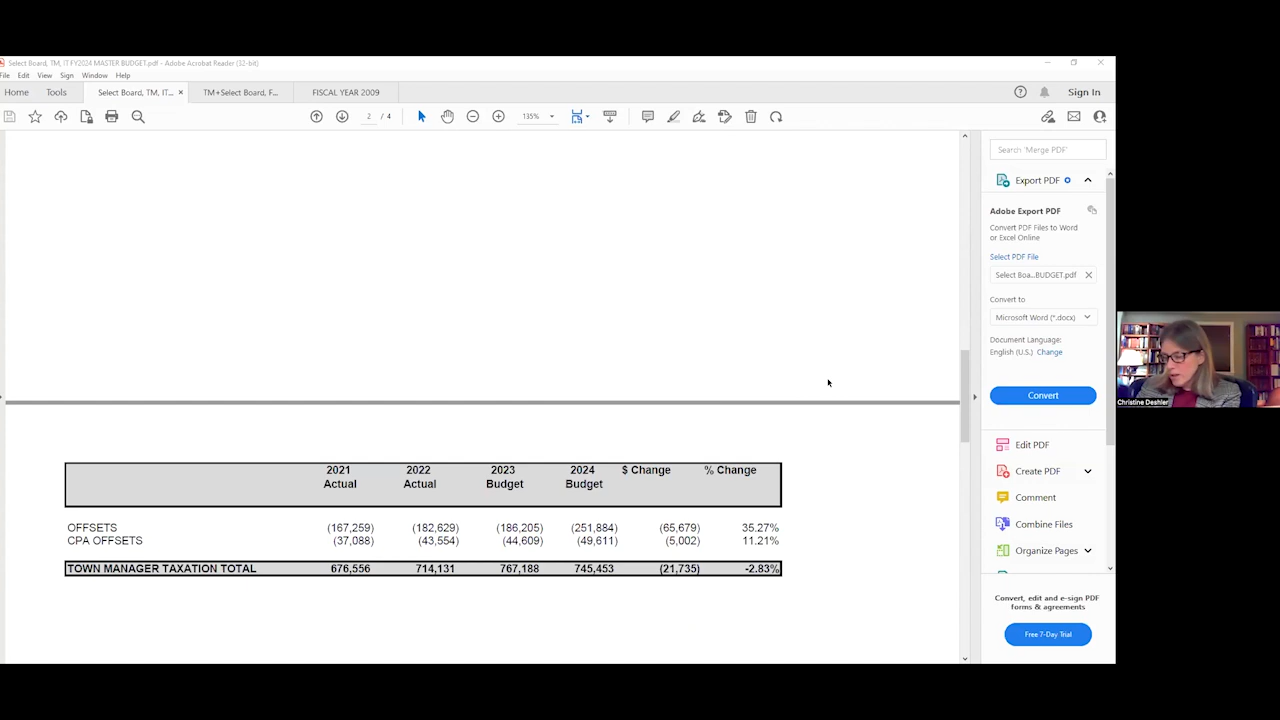 Select Board, TM, IT FY2024 MASTER BUDGET.pdf - Adobe Acrobat Reader (32-bit)
File Edit View Sign Window Help
Home Tools Select Board, TM, IT... × TM+Select Board, F... FISCAL YEAR 2009 Sign In
2 / 4 135%
Search 'Merge PDF'
Export PDF
Adobe Export PDF
Convert PDF Files to Word
or Excel Online
Select PDF File
Select Boa...BUDGET.pdf
Convert to
Microsoft Word (*.docx)
Document Language:
English (U.S.) Change
Convert
Christine Deshler
Edit PDF
Create PDF
Comment
Combine Files
Organize Pages
Convert, edit and e-sign PDF
forms & agreements
Free 7-Day Trial
2021 2022 2023 2024 $ Change % Change
Actual Actual Budget Budget
OFFSETS (167,259) (182,629) (186,205) (251,884) (65,679) 35.27%
CPA OFFSETS (37,088) (43,554) (44,609) (49,611) (5,002) 11.21%
TOWN MANAGER TAXATION TOTAL 676,556 714,131 767,188 745,453 (21,735) -2.83%